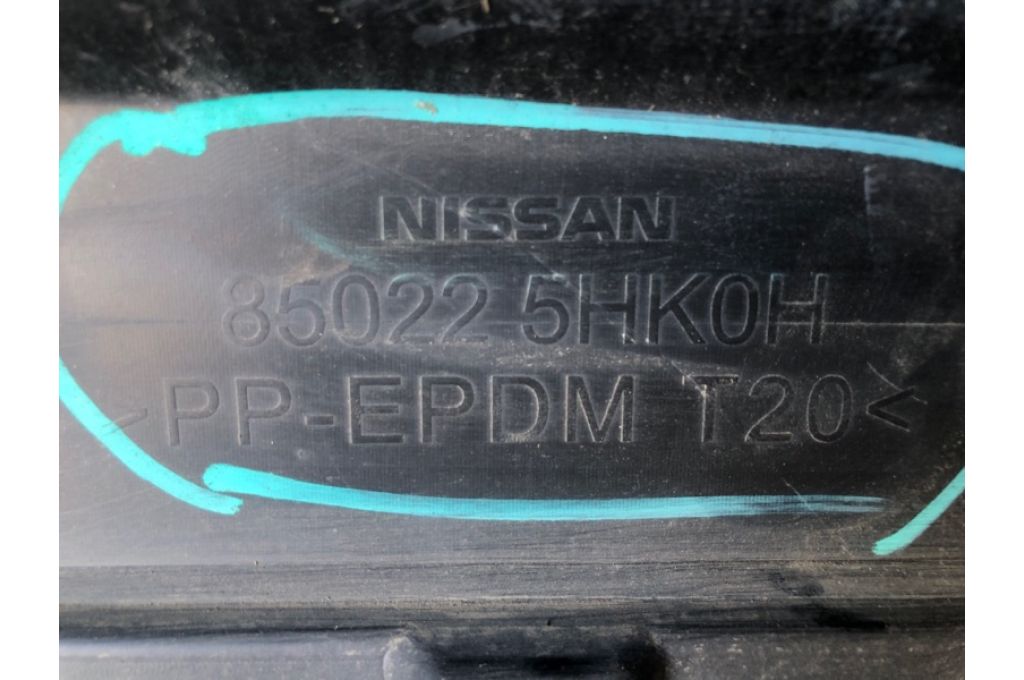 NISSAN
85022 5HK0H
>PP-EPDM T20<